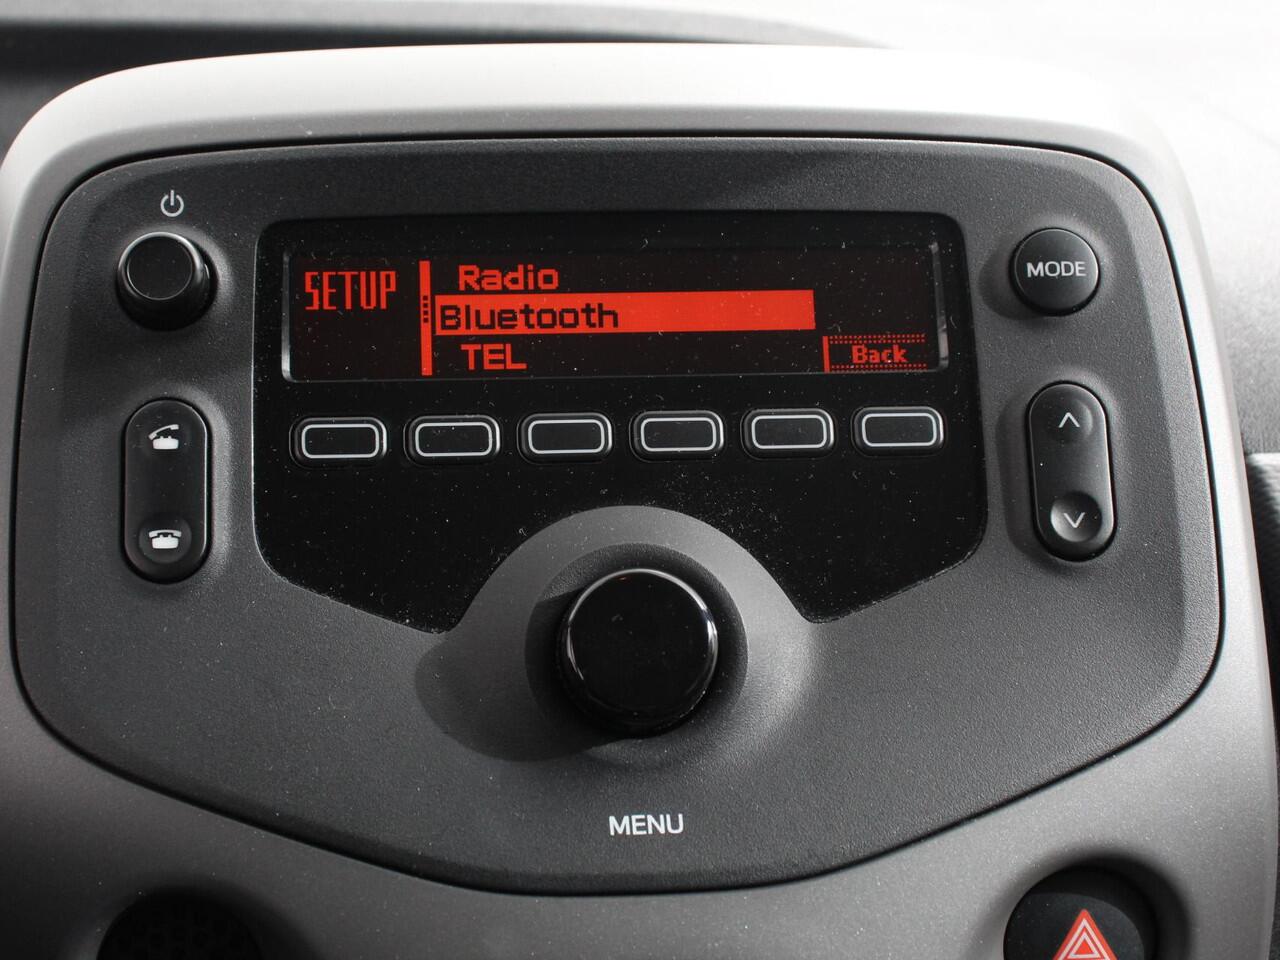 SETUP
Radio
Bluetooth
TEL
Back
MODE
MENU